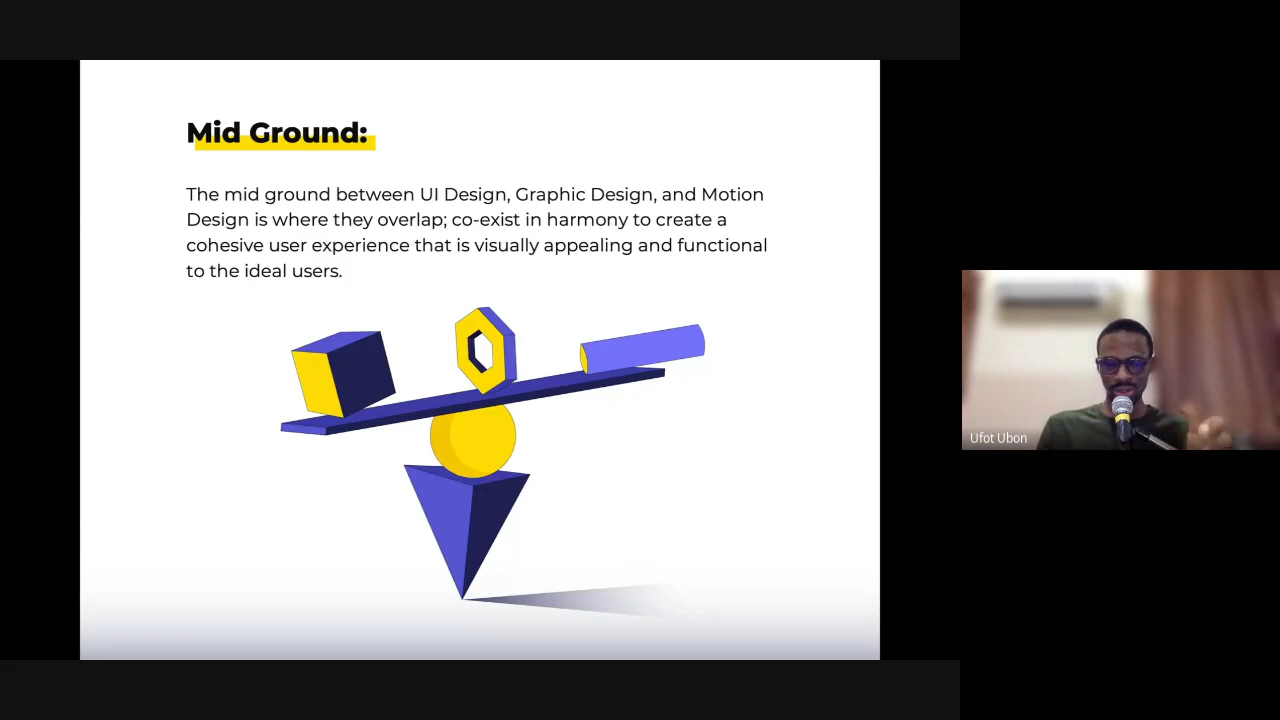 Mid Ground:
The mid ground between UI Design, Graphic Design, and Motion
Design is where they overlap; co-exist in harmony to create a
cohesive user experience that is visually appealing and functional
to the ideal users.
Ufot Ubon